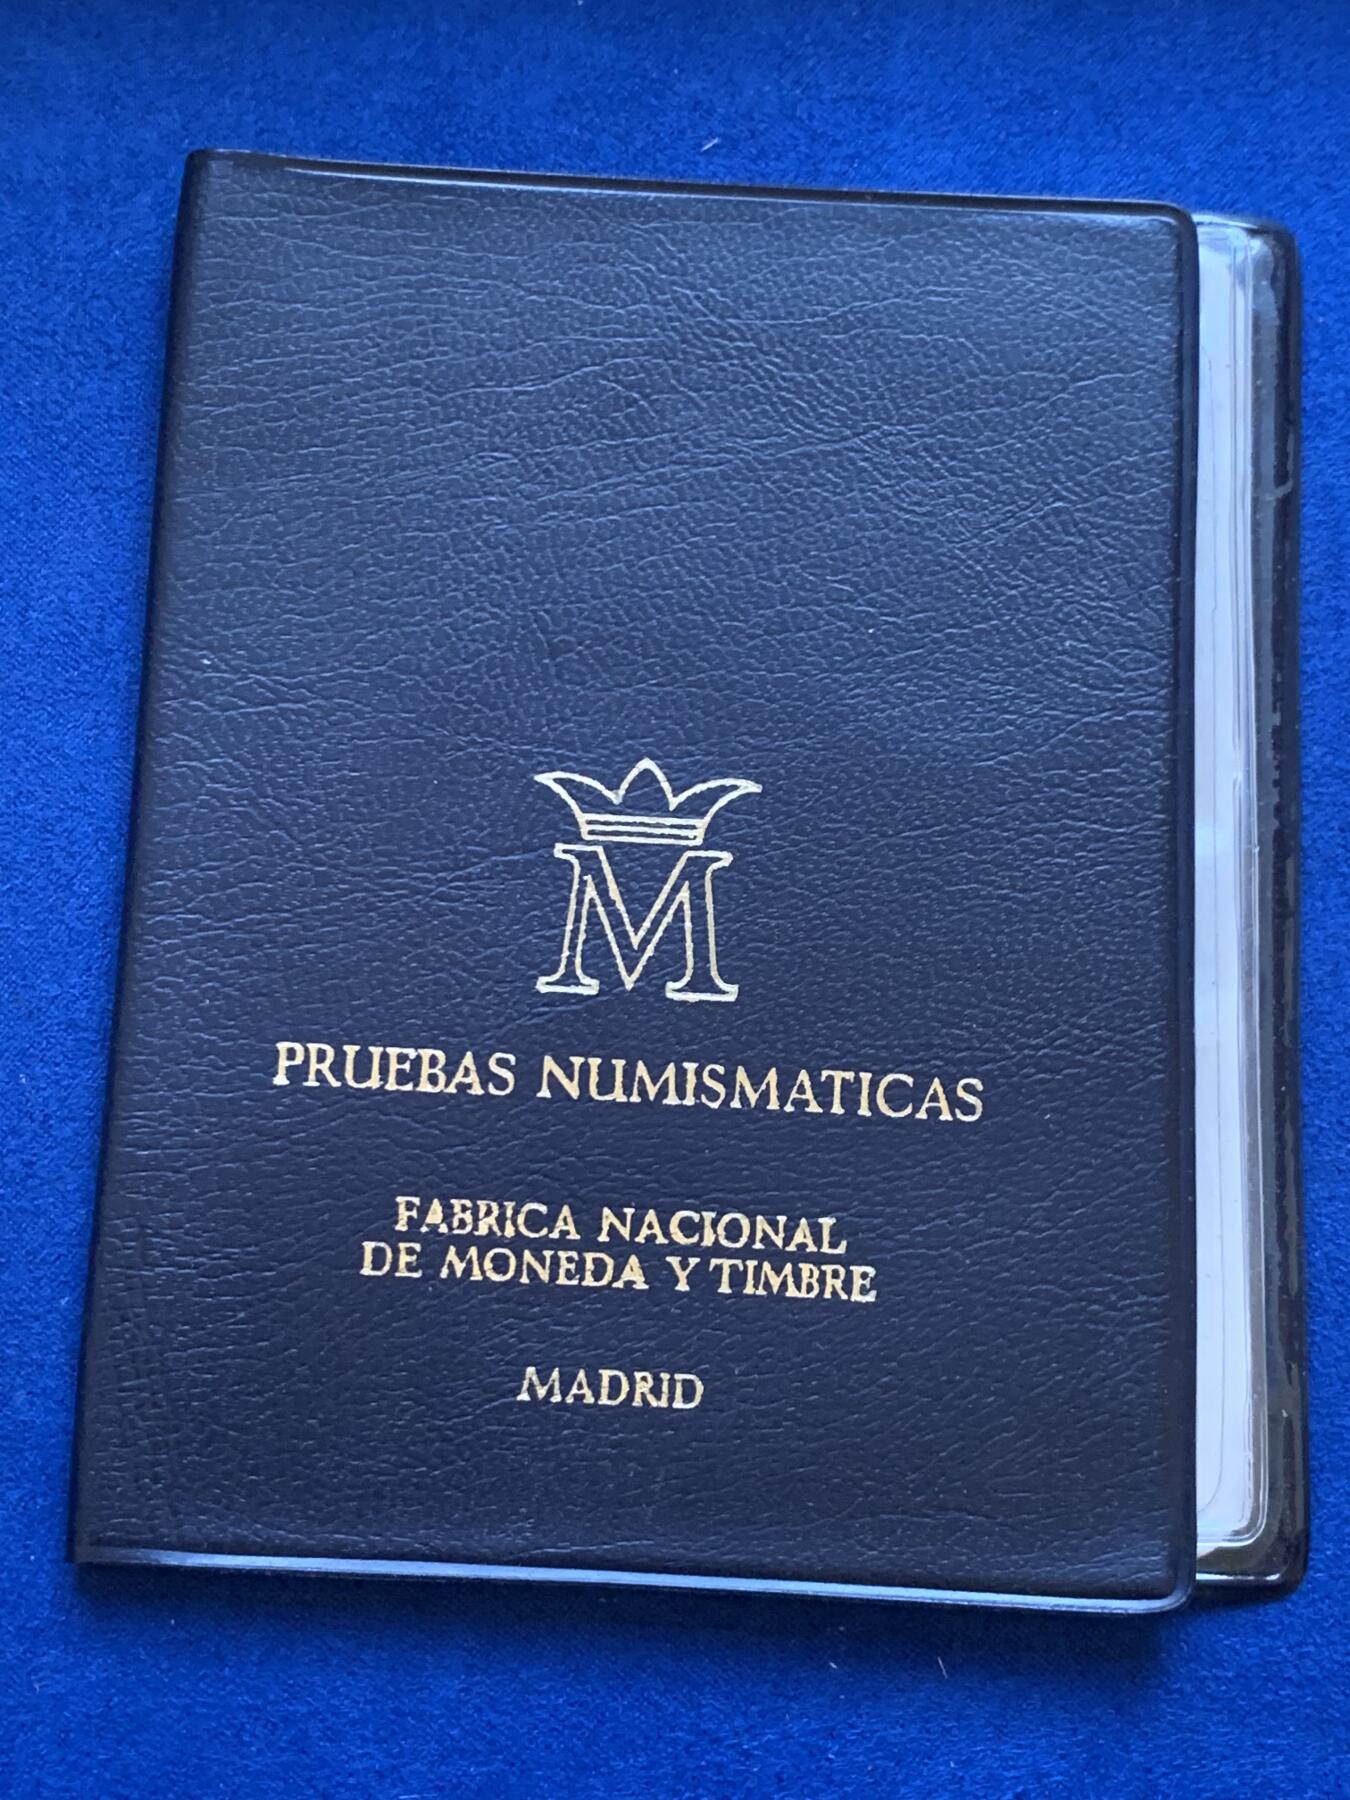 M
PRUEBAS NUMISMATICAS
FABRICA NACIONAL
DE MONEDA Y TIMBRE
MADRID